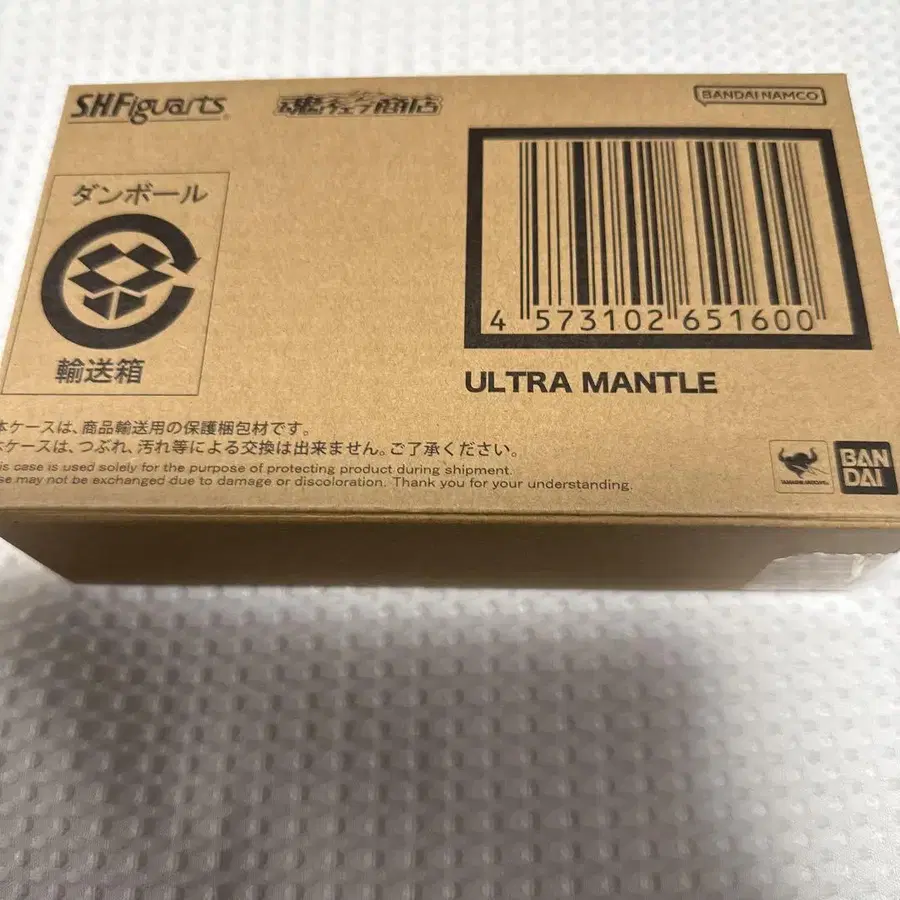 S.H.Figuarts
魂ウェブ商店
BANDAI NAMCO
ダンボール
輸送箱
4 573102 651600
ULTRA MANTLE
本ケースは、商品輸送用の保護梱包材です。
本ケースは、つぶれ、汚れ等による交換は出来ません。ご了承ください。
is case is used solely for the purpose of protecting product during shipment.
se may not be exchanged due to damage or discoloration. Thank you for your understanding.
BAN
DAI